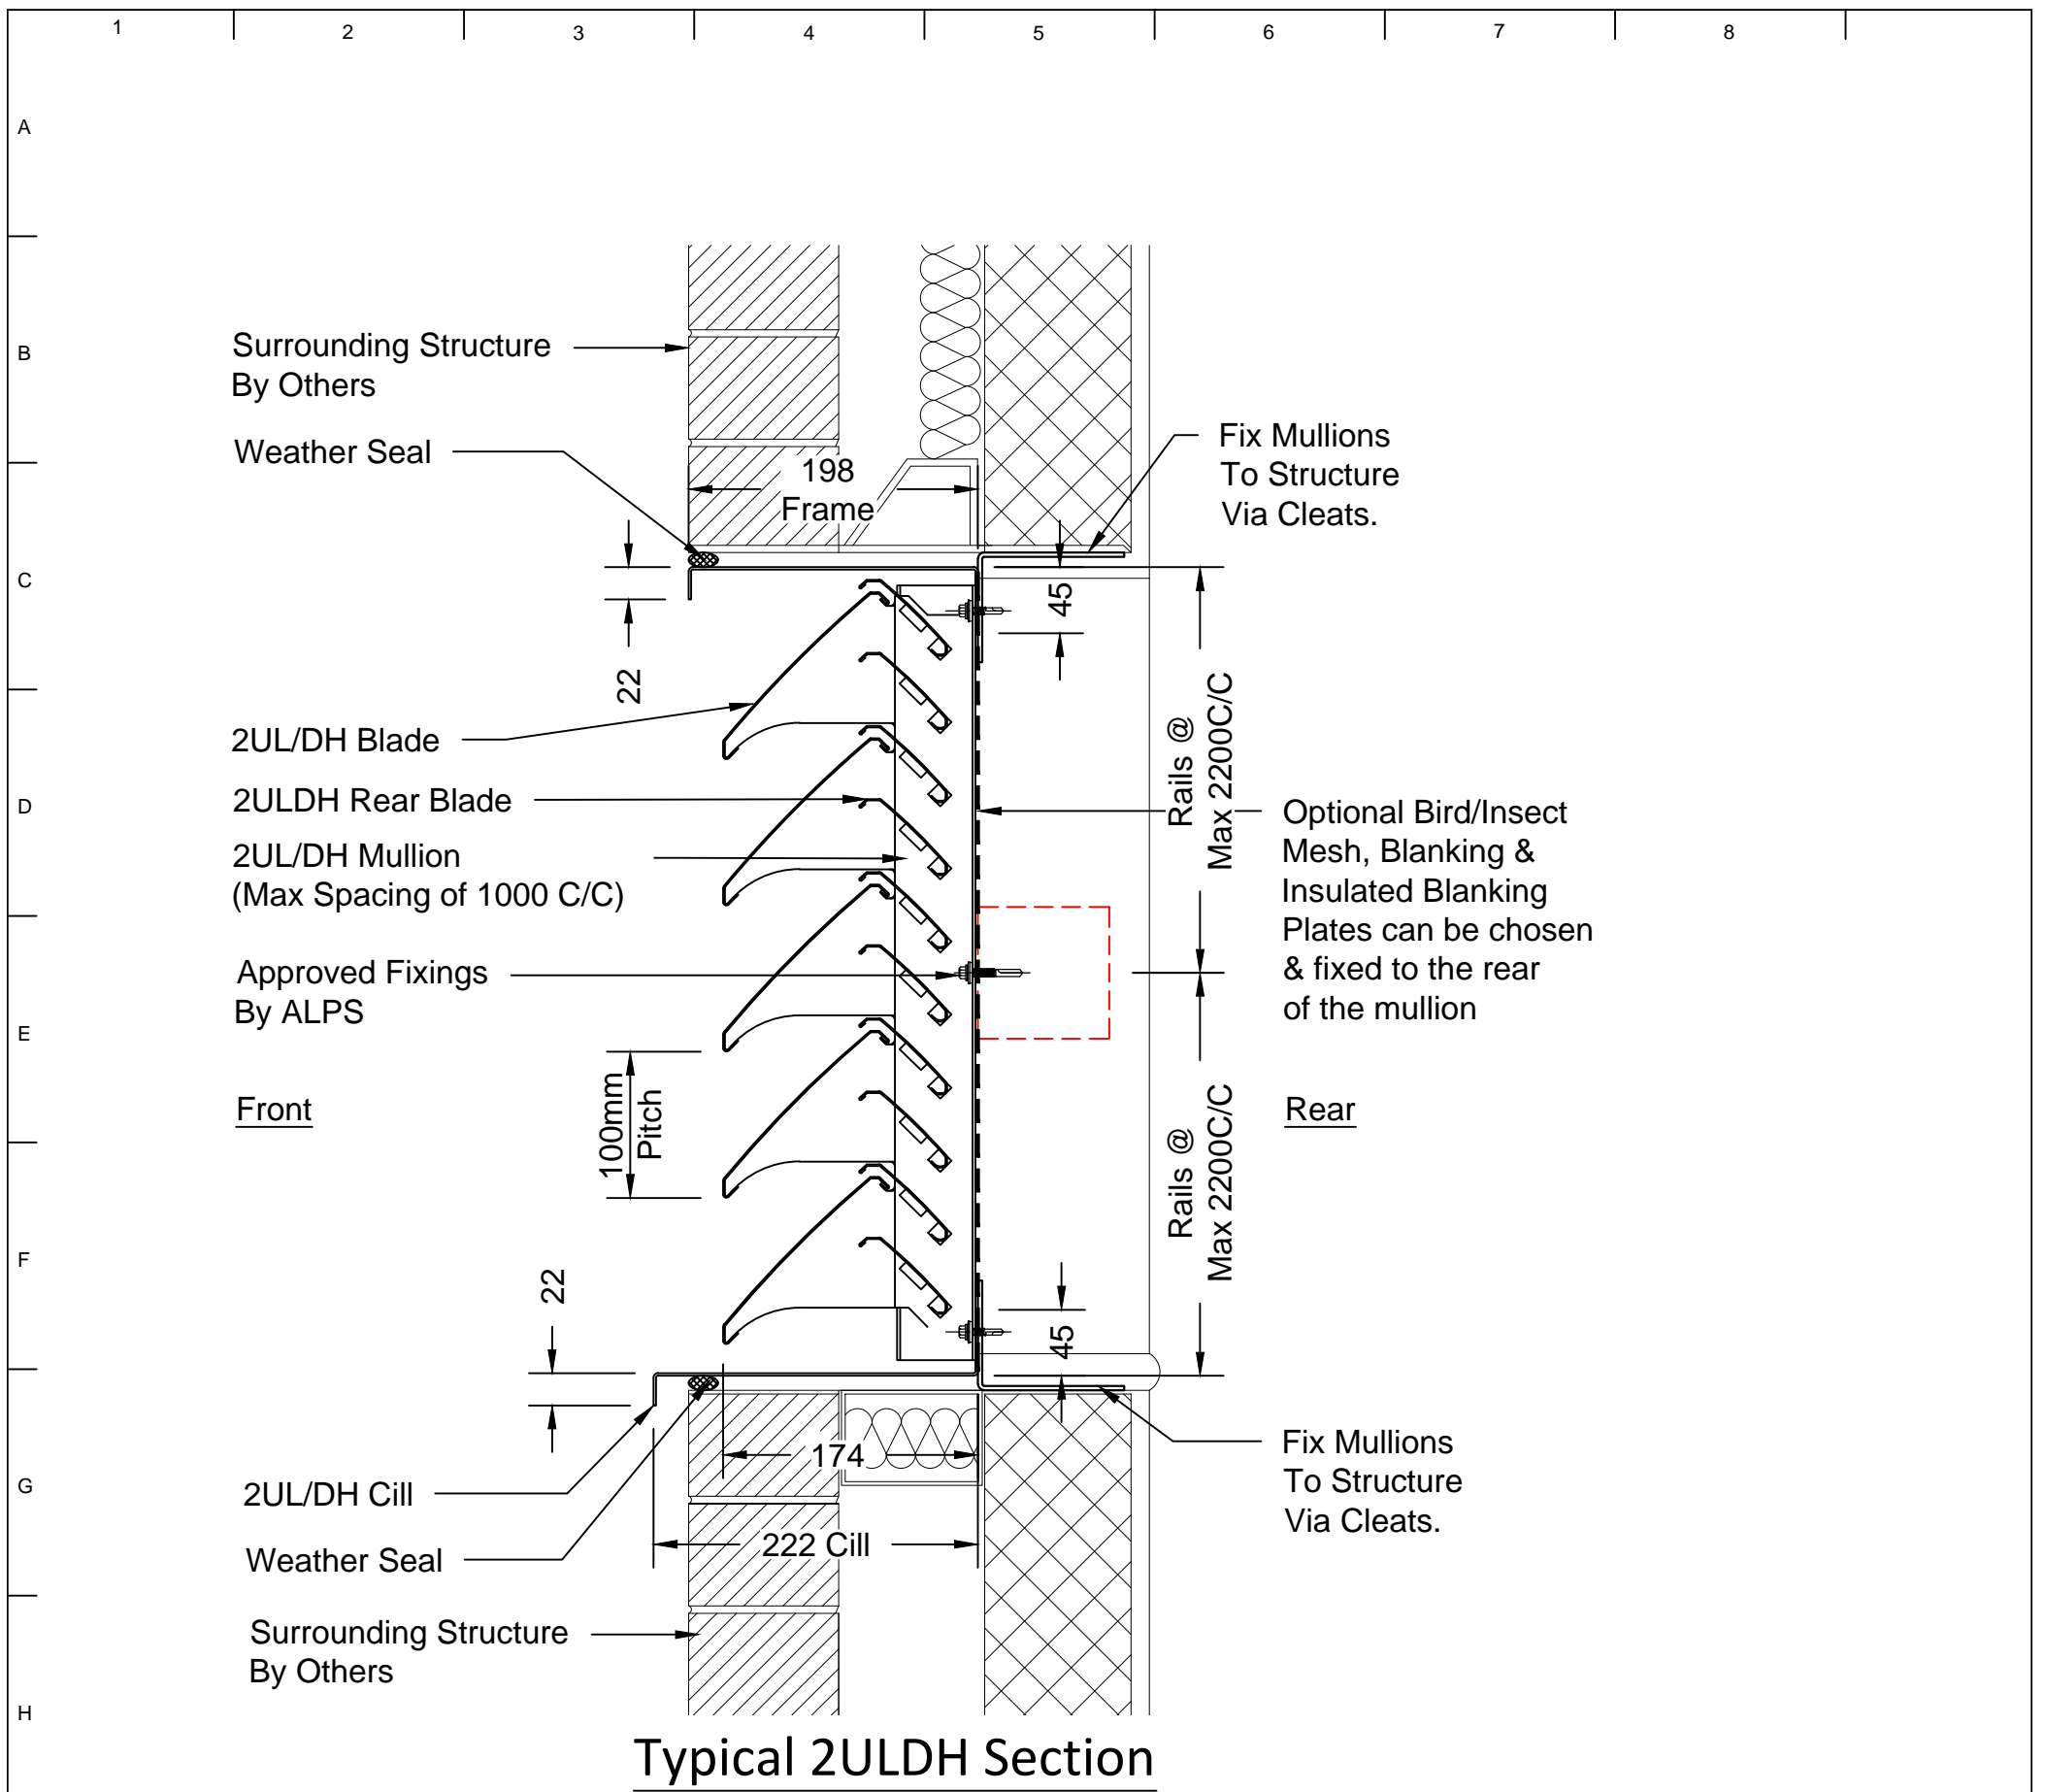 1 2 3 4 5 6 7 8
A
B
C
D
E
F
G
H
Surrounding Structure
By Others
Weather Seal
198
Frame
Fix Mullions
To Structure
Via Cleats.
22
45
2UL/DH Blade
2ULDH Rear Blade
2UL/DH Mullion
(Max Spacing of 1000 C/C)
Approved Fixings
By ALPS
Rails @
Max 2200C/C
Optional Bird/Insect
Mesh, Blanking &
Insulated Blanking
Plates can be chosen
& fixed to the rear
of the mullion
Front
100mm
Pitch
Rails @
Max 2200C/C
Rear
22
45
174
2UL/DH Cill
Weather Seal
222 Cill
Fix Mullions
To Structure
Via Cleats.
Surrounding Structure
By Others
Typical 2ULDH Section